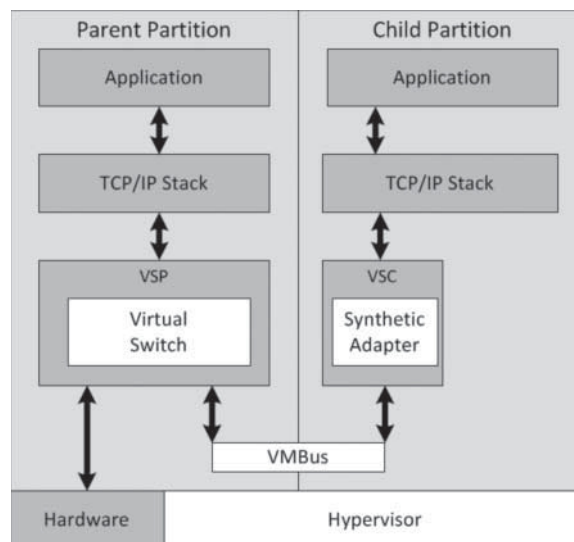 Parent Partition
Application
TCP/IP Stack
VSP
Virtual
Switch
Child Partition
Application
TCP/IP Stack
VSC
Synthetic
Adapter
VMBus
Hardware
Hypervisor